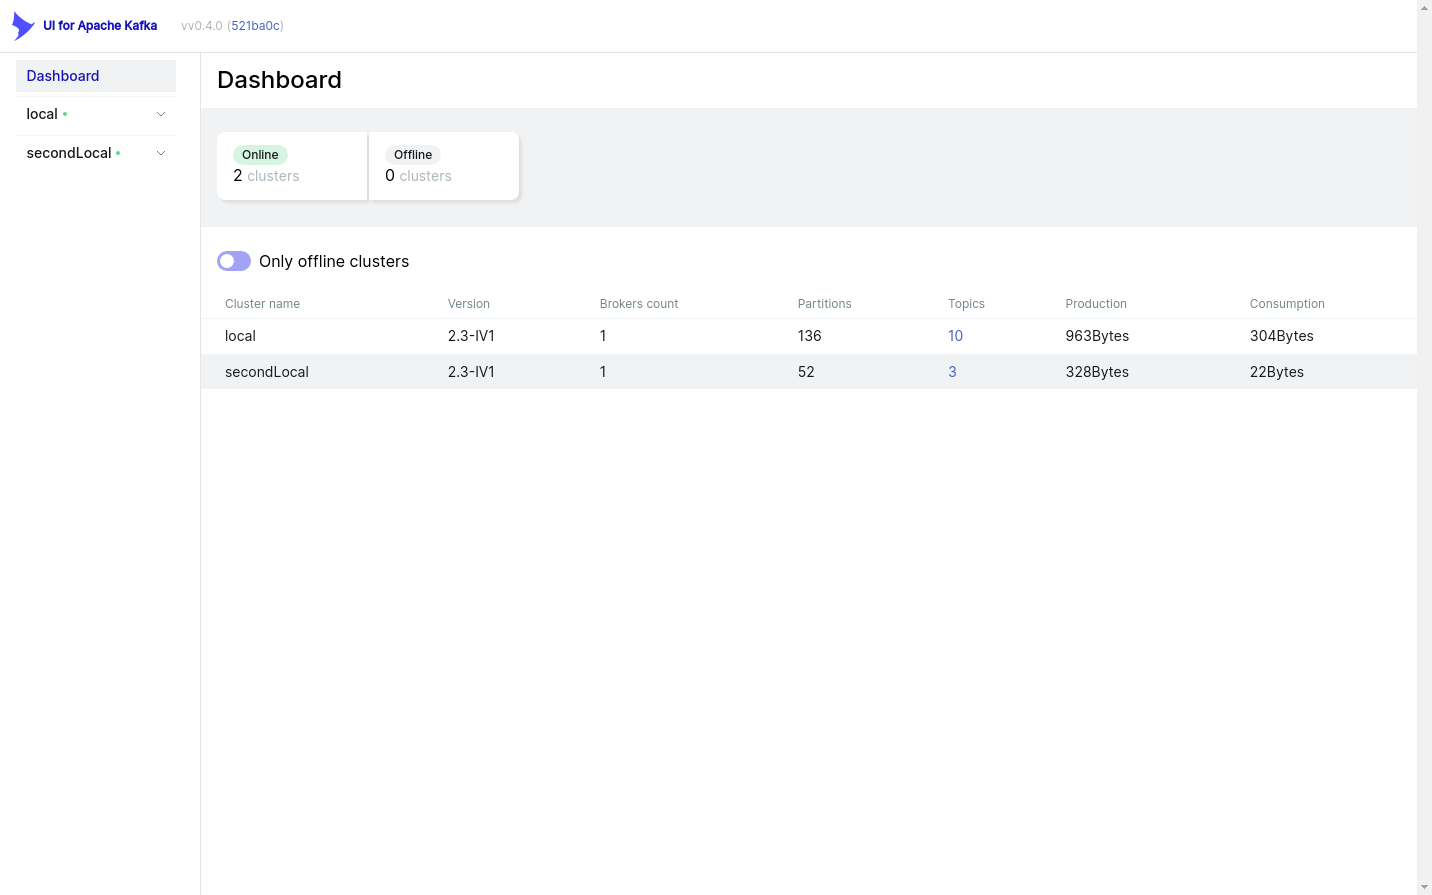 UI for Apache Kafka vv0.4.0 (521ba0c)
Dashboard
local
secondLocal
Dashboard
Online
2 clusters
Offline
0 clusters
Only offline clusters
Cluster name Version Brokers count Partitions Topics Production Consumption
local 2.3-IV1 1 136 10 963Bytes 304Bytes
secondLocal 2.3-IV1 1 52 3 328Bytes 22Bytes